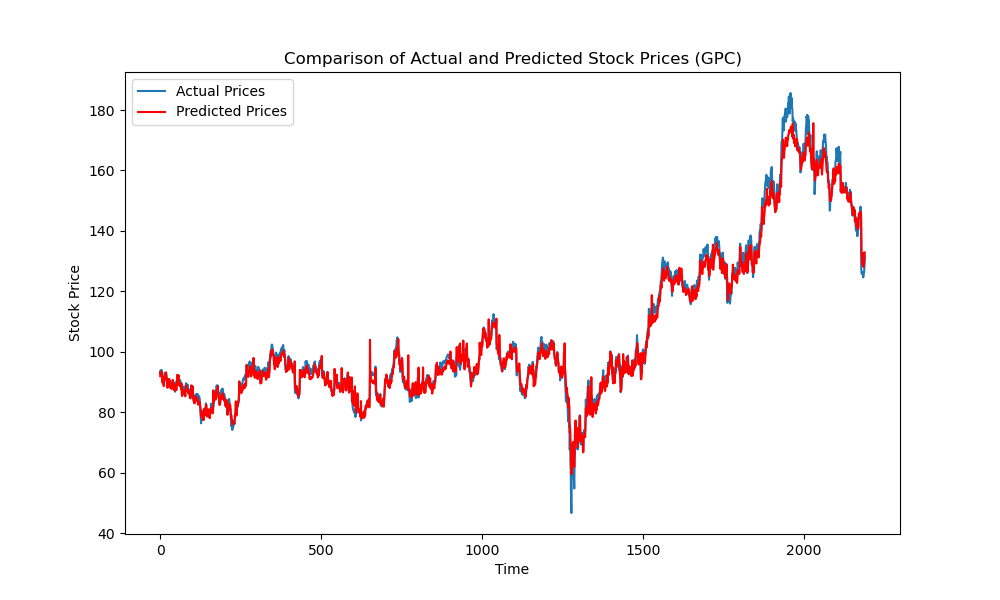 Comparison of Actual and Predicted Stock Prices (GPC)
Actual Prices
Predicted Prices
180
160
140
120
100
80
60
40
Stock Price
0
500
1000
1500
2000
Time